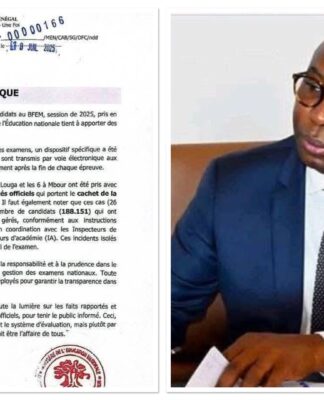 ÉNÉGAL
- Une Foi
00000166
/MEN/CAB/SG/DFC/ndd
8 JUIL 2025
QUE
didats au BFEM, session de 2025, pris en
e l'Éducation nationale tient à apporter des
es examens, un dispositif spécifique a été
sont transmis par voie électronique aux
ement après la fin de chaque épreuve.
Louga et les 6 à Mbour ont été pris avec
és officiels qui portent le cachet de la
Il faut également noter que ces cas (26
mbre de candidats (188.151) qui ont
gérés, conformément aux Instructions
n coordination avec les Inspecteurs de
urs d'académie (IA). Ces incidents isolés
l de l'examen.
la responsabilité et à la prudence dans le
gestion des examens nationaux. Toute
ployés pour garantir la transparence dans
ute la lumière sur les faits rapportés et
officiels, pour tenir le public informé. Ceci,
t le système d'évaluation, mais plutôt par
it être l'affaire de tous.